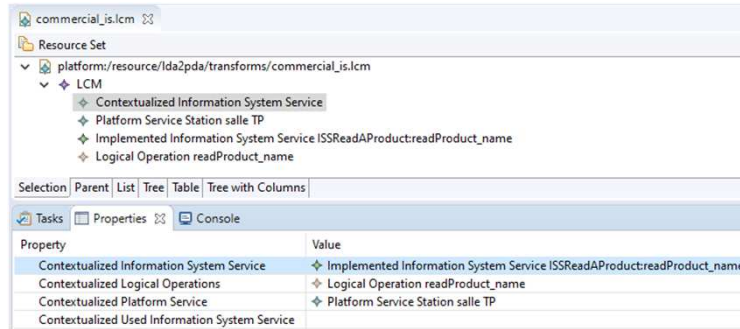 commercial_is.lcm
Resource Set
platform:/resource/lda2pda/transforms/commercial_is.lcm
LCM
Contextualized Information System Service
Platform Service Station salle TP
Implemented Information System Service ISSReadAProduct:readProduct_name
Logical Operation readProduct_name
Selection Parent List Tree Table Tree with Columns
Tasks Properties Console
Property Value
Contextualized Information System Service Implemented Information System Service ISSReadAProduct:readProduct_name
Contextualized Logical Operations Logical Operation readProduct_name
Contextualized Platform Service Platform Service Station salle TP
Contextualized Used Information System Service